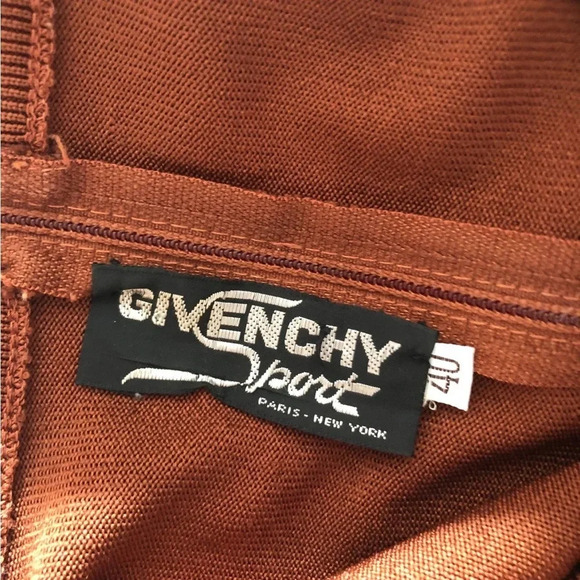 GIVENCHY
Sport
PARIS - NEW YORK
40